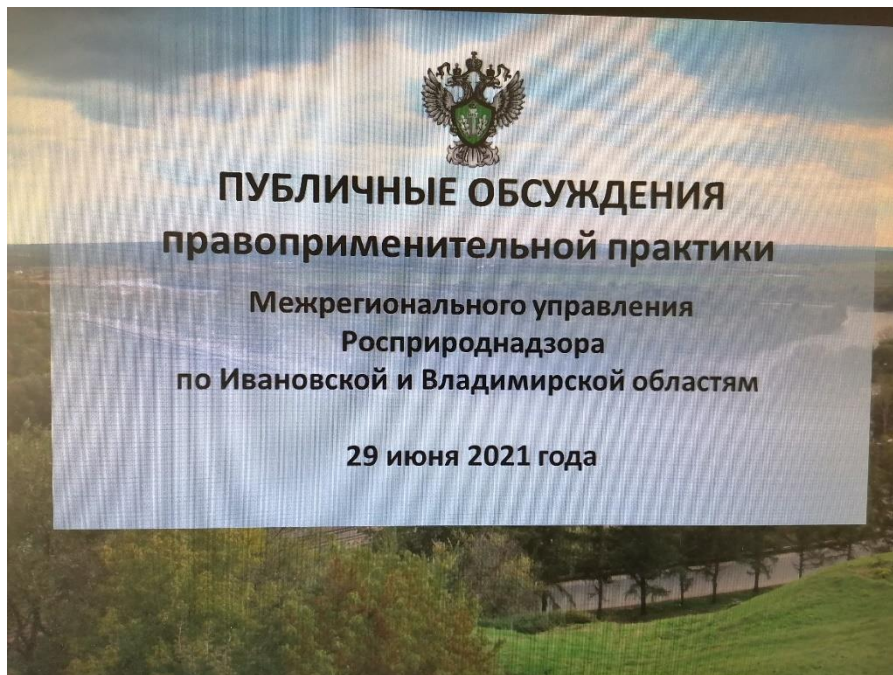 ПУБЛИЧНЫЕ ОБСУЖДЕНИЯ
правоприменительной практики
Межрегионального управления
Росприроднадзора
по Ивановской и Владимирской областям
29 июня 2021 года